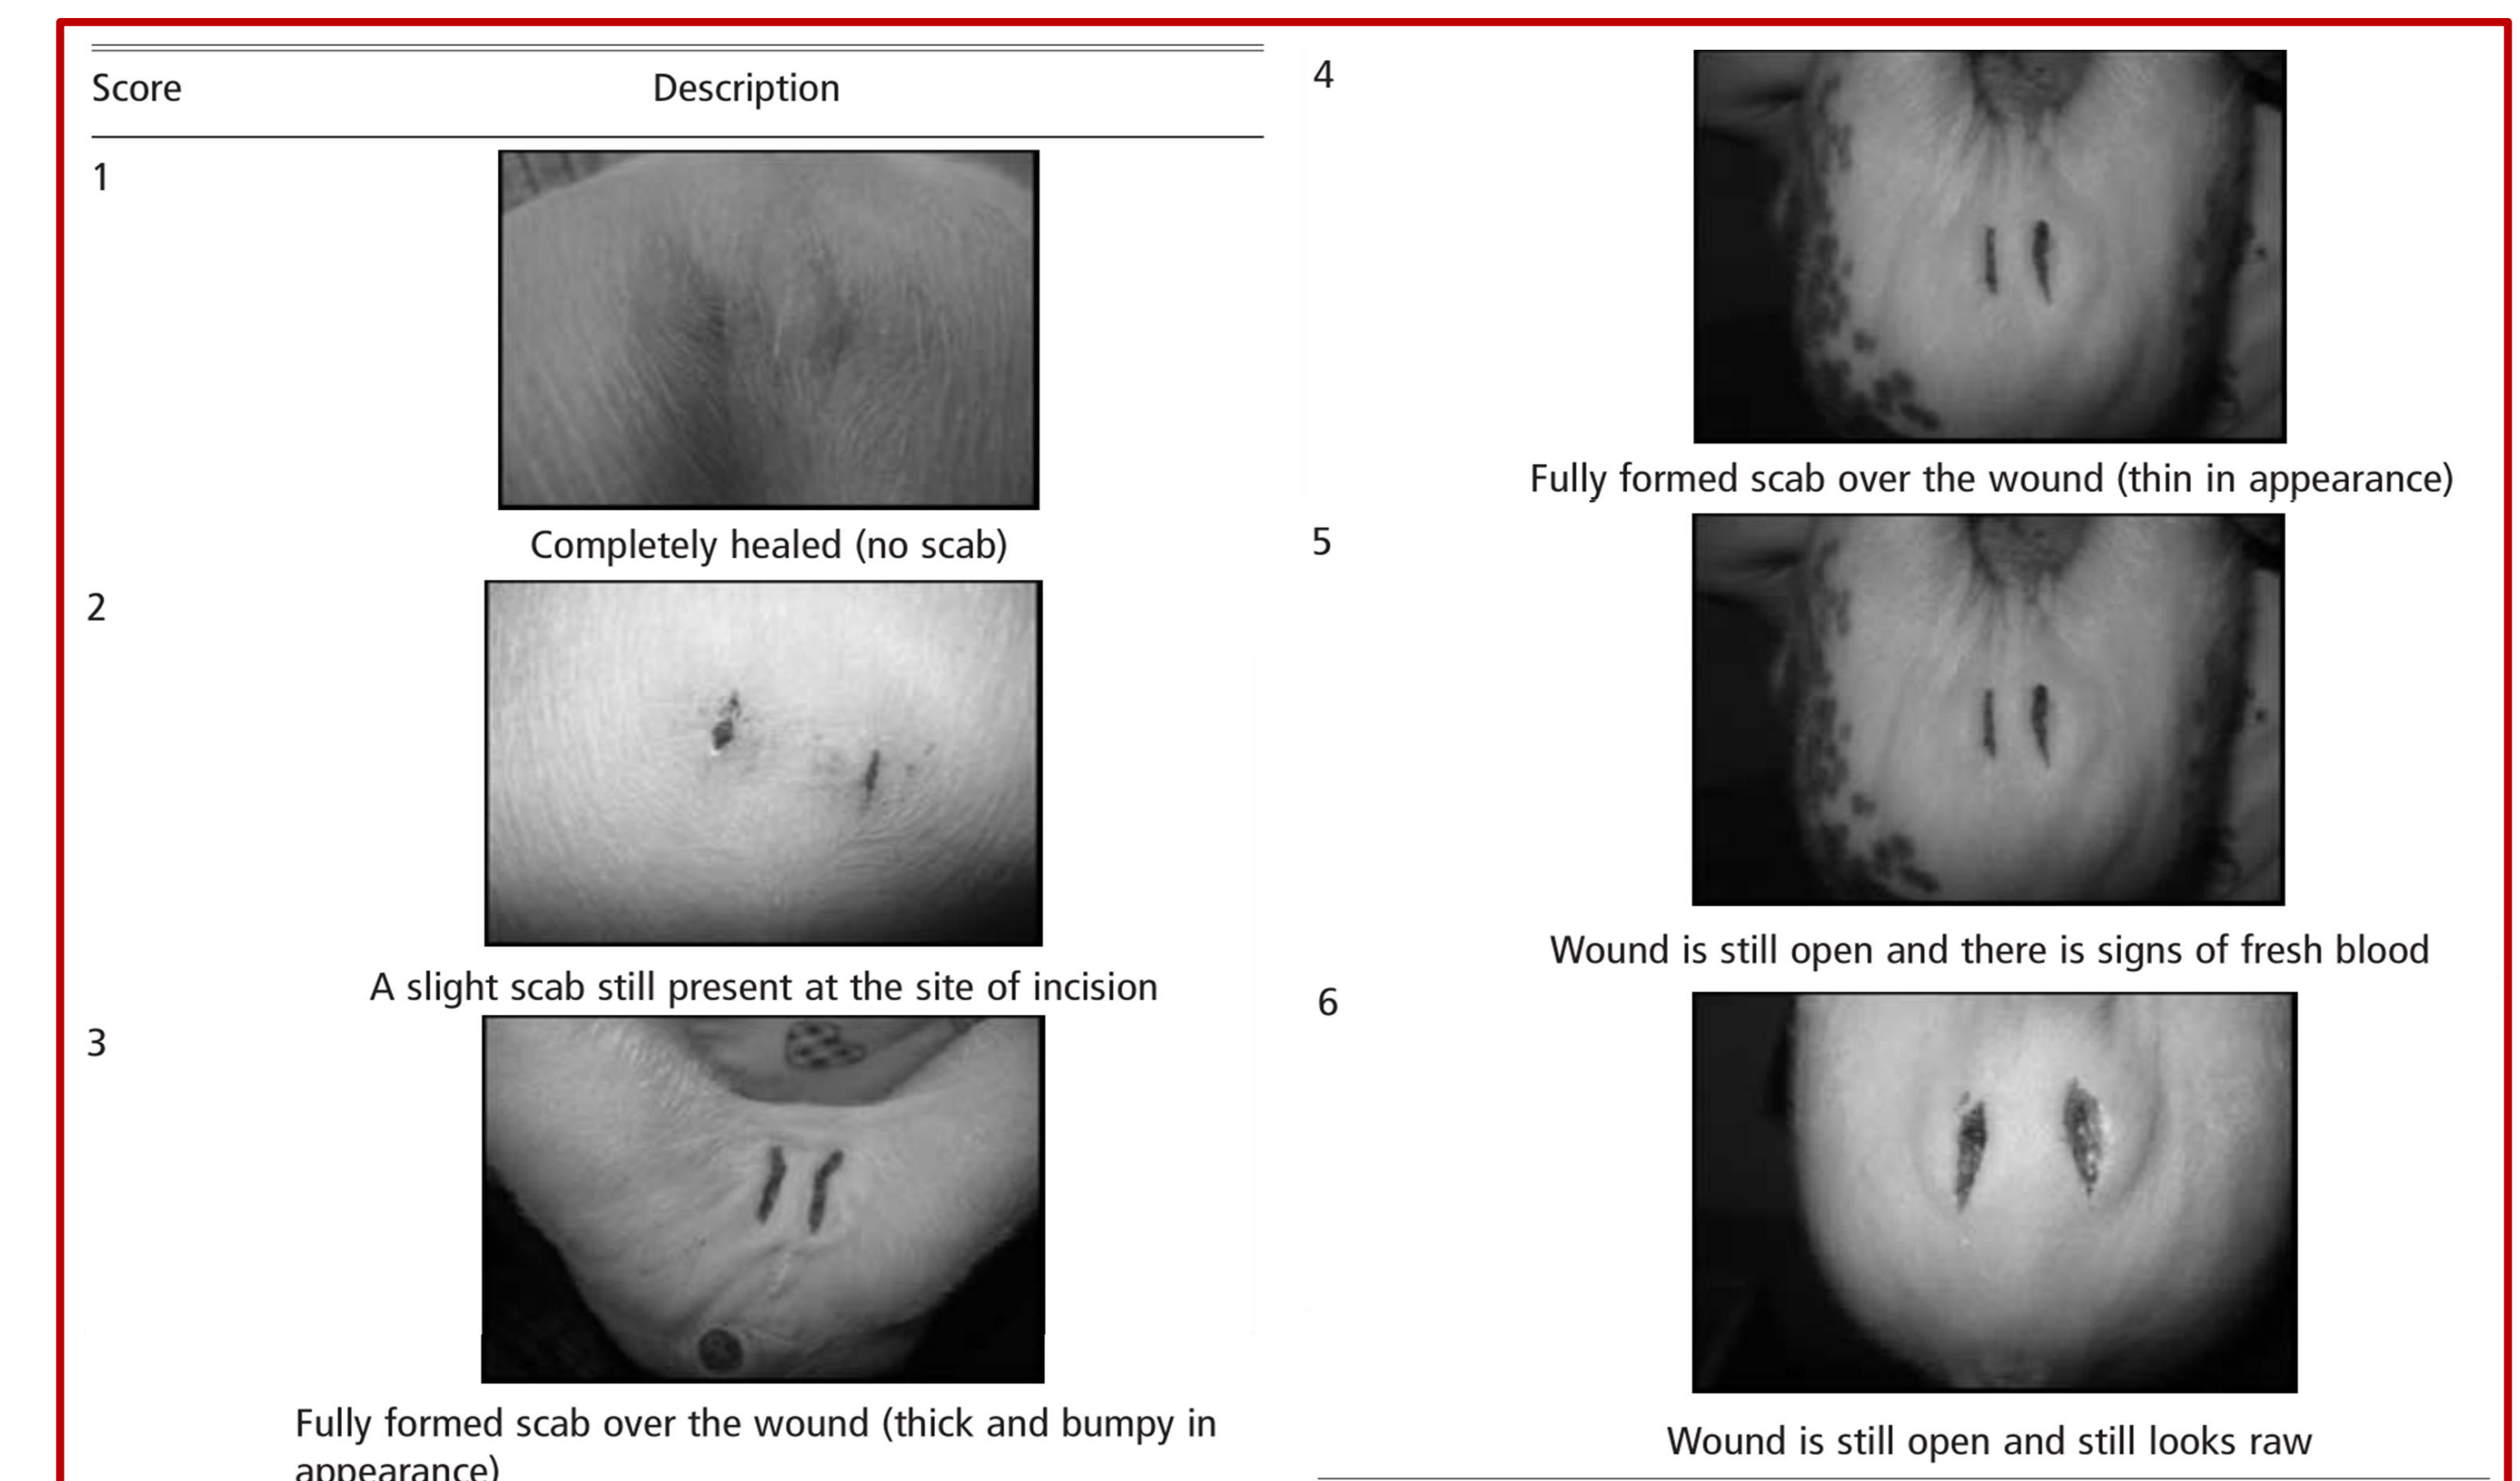 Score Description
1
Completely healed (no scab)
2
A slight scab still present at the site of incision
3
Fully formed scab over the wound (thick and bumpy in
appearance)
4
Fully formed scab over the wound (thin in appearance)
5
Wound is still open and there is signs of fresh blood
6
Wound is still open and still looks raw